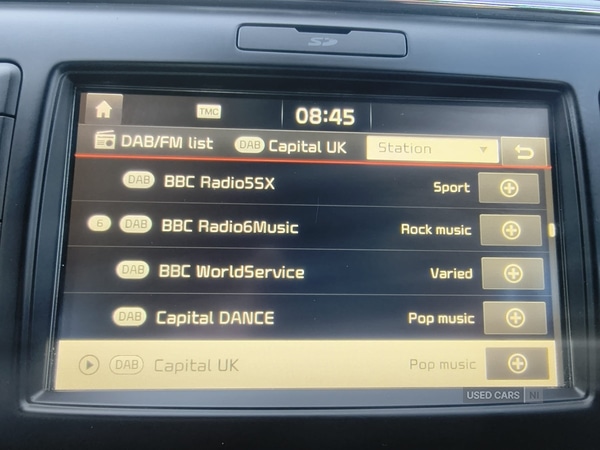 SD
TMC 08:45
DAB/FM list DAB Capital UK Station
DAB BBC Radio5SX Sport
6 DAB BBC Radio6Music Rock music
DAB BBC WorldService Varied
DAB Capital DANCE Pop music
DAB Capital UK Pop music
USED CARS NI